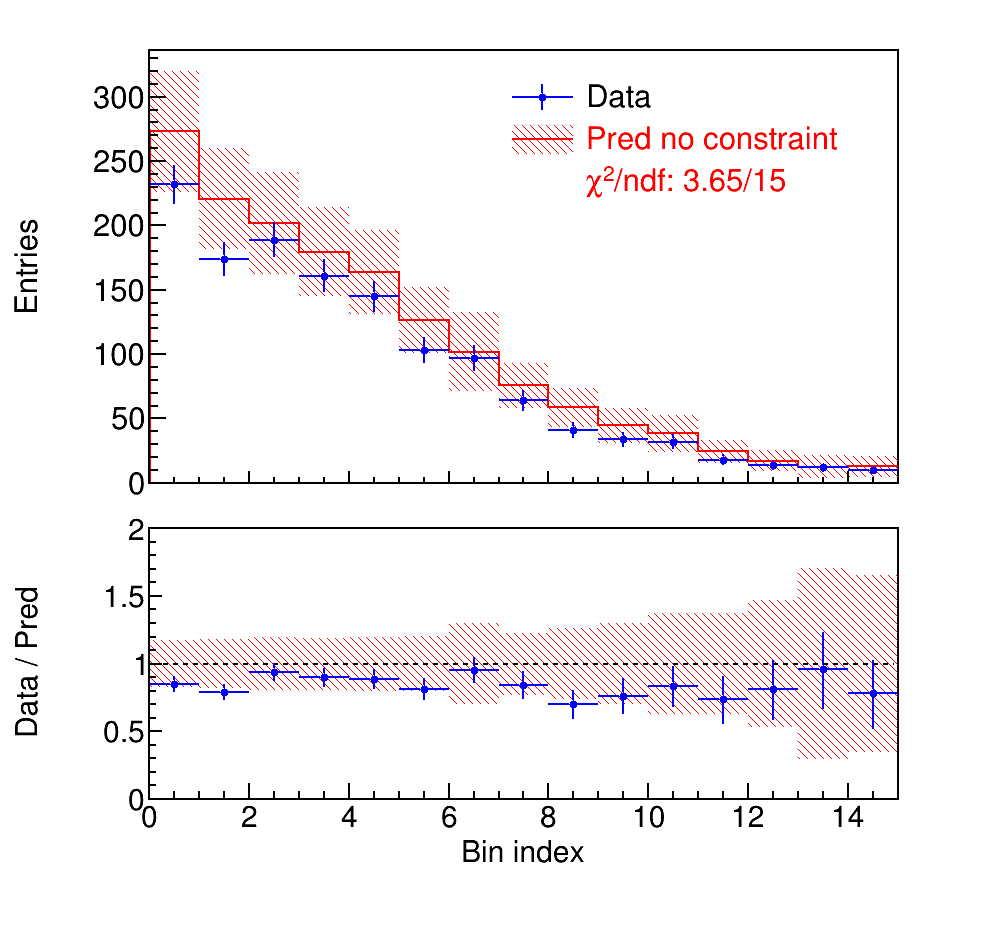 300
250
200
150
100
50
0
Entries
Data
Pred no constraint
χ²/ndf: 3.65/15
2
1.5
1
0.5
0
Data / Pred
0 2 4 6 8 10 12 14
Bin index